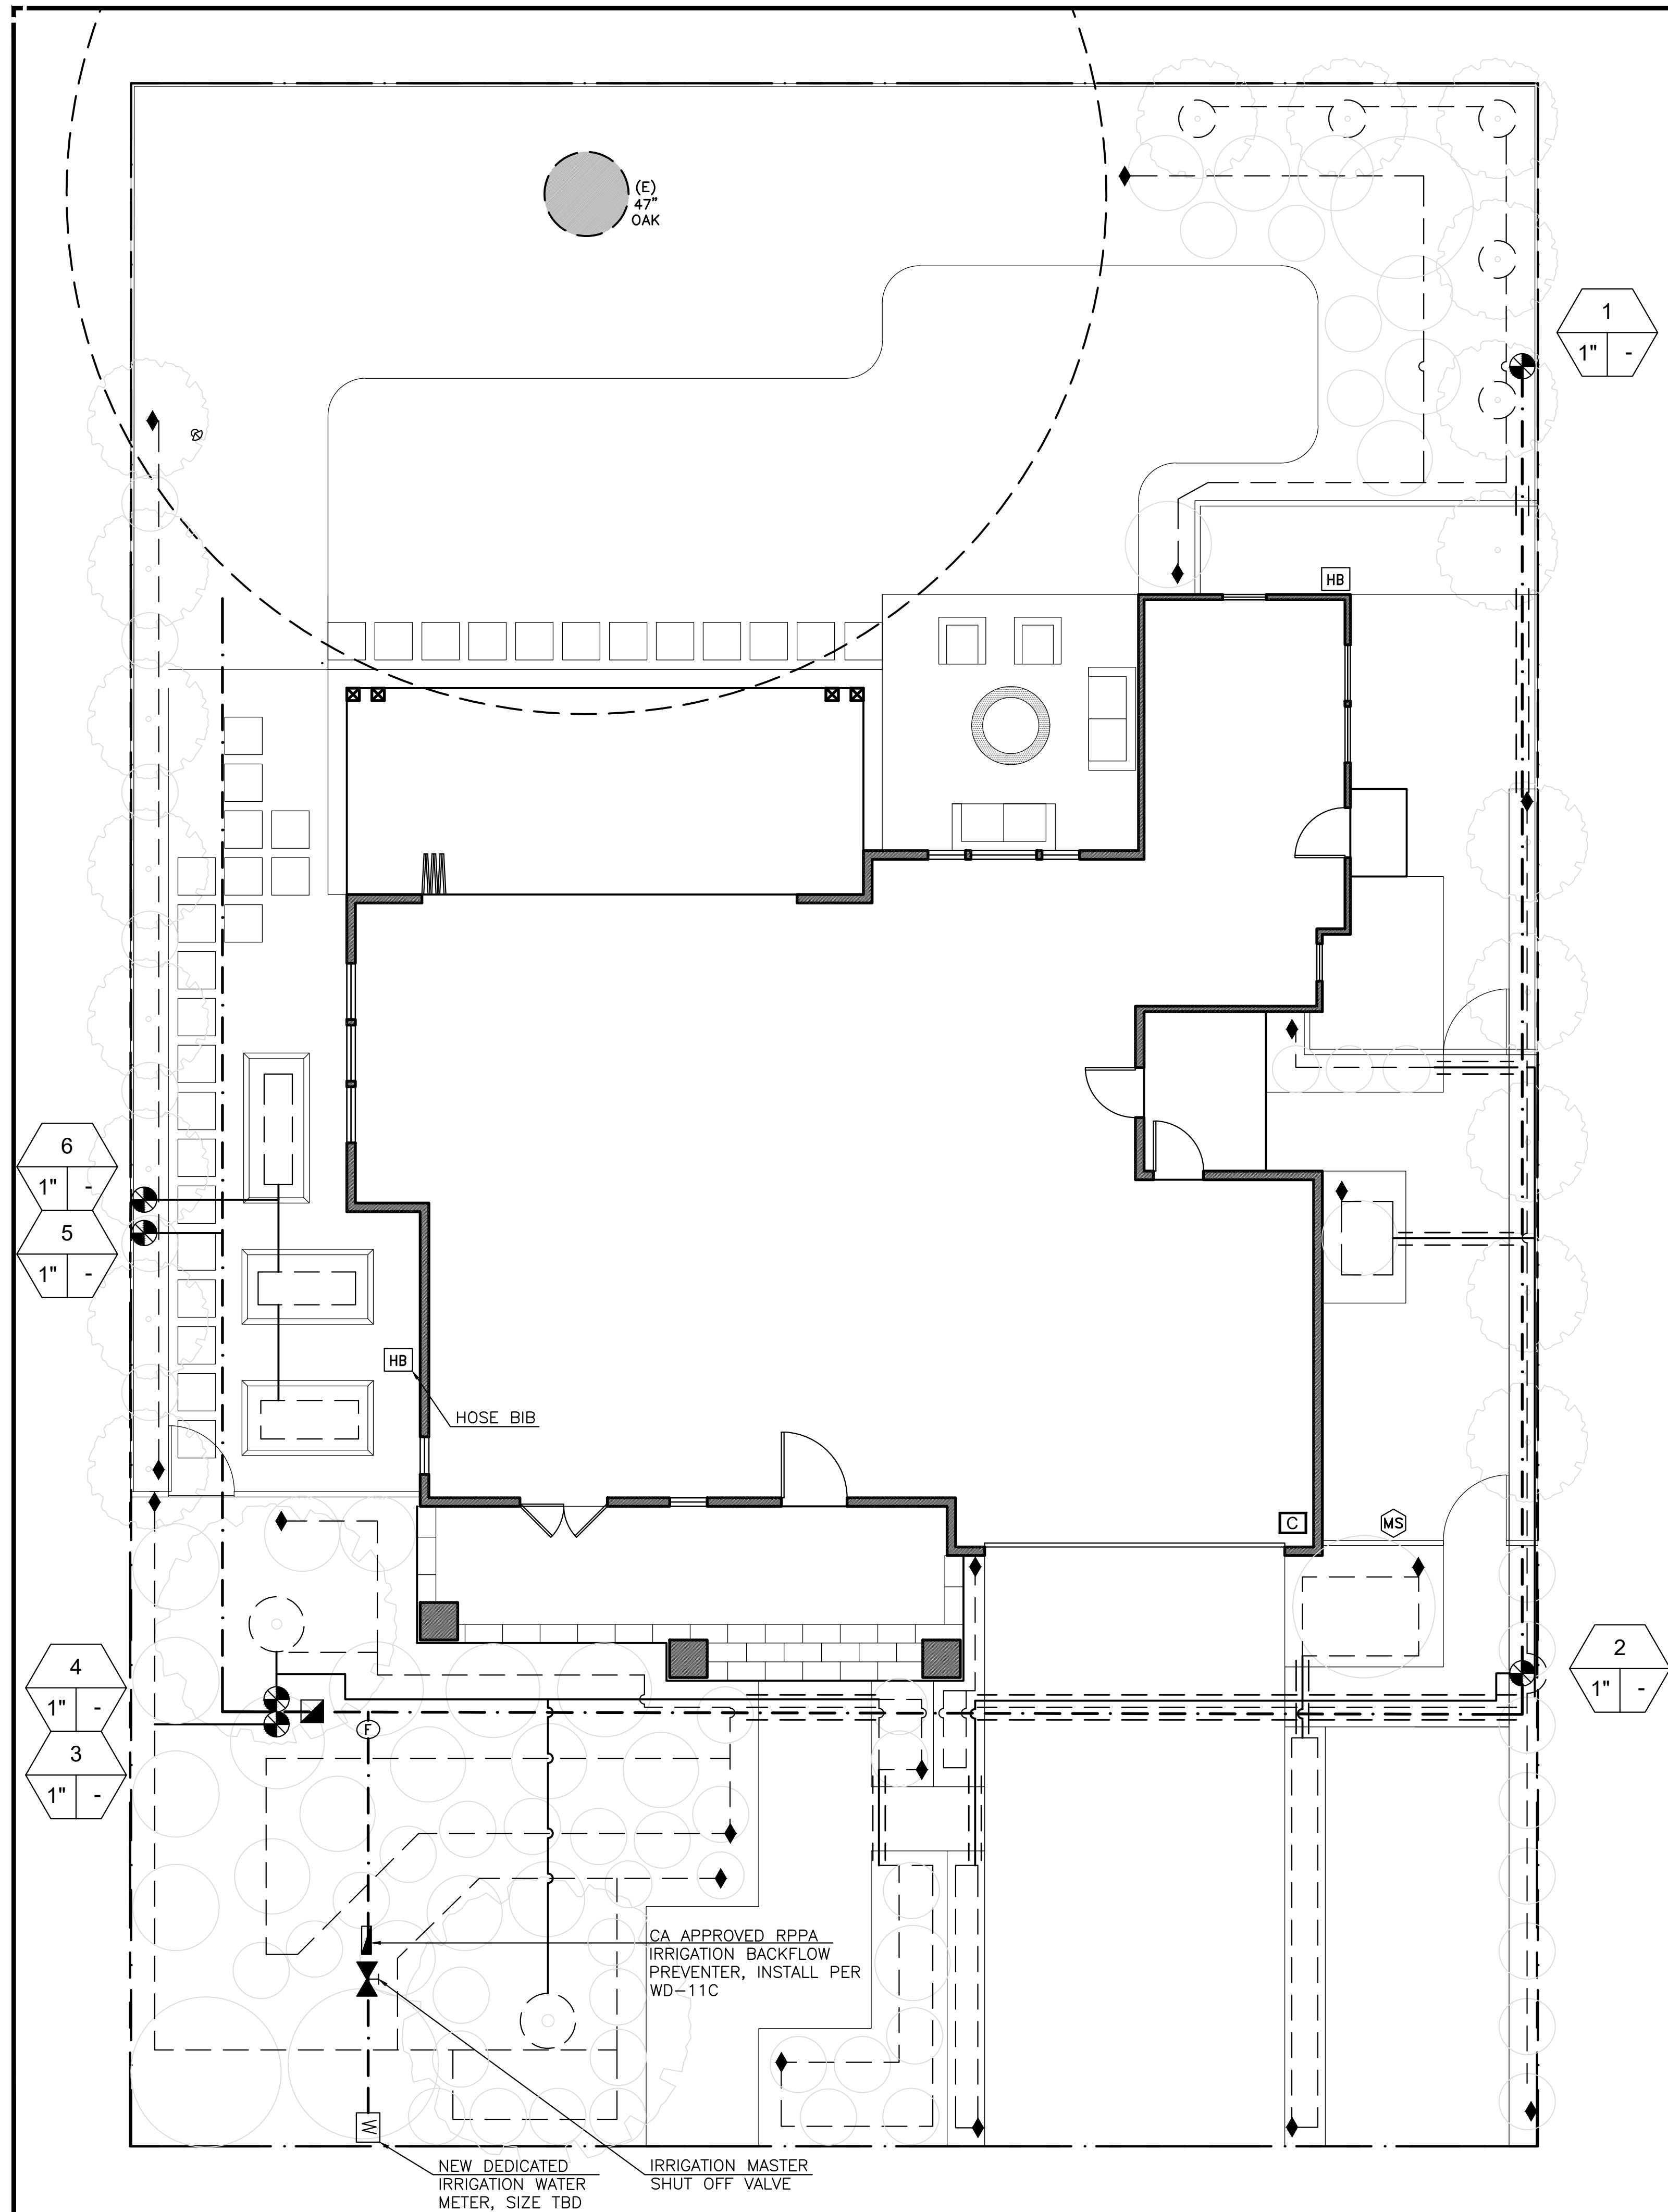 (E)
47"
OAK
1
1" -
HB
6
1" -
5
1" -
HB
HOSE BIB
C
MS
4
1" -
3
1" -
2
1" -
F
CA APPROVED RPPA
IRRIGATION BACKFLOW
PREVENTER, INSTALL PER
WD-11C
W
NEW DEDICATED
IRRIGATION WATER
METER, SIZE TBD
IRRIGATION MASTER
SHUT OFF VALVE